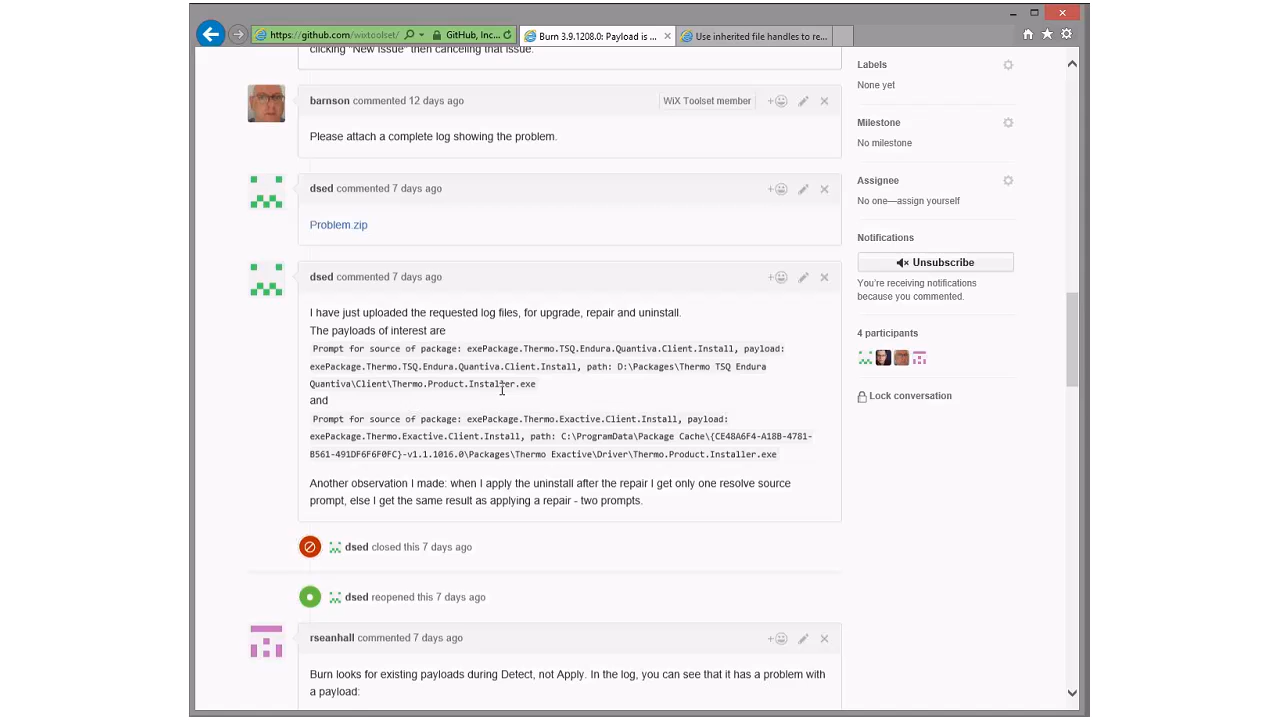 https://github.com/wixtoolset/
GitHub, Inc...
Burn 3.9.1208.0: Payload is ...
Use inherited file handles to re...
clicking "New Issue" then canceling that issue.
barnson commented 12 days ago
WiX Toolset member
Please attach a complete log showing the problem.
dsed commented 7 days ago
Problem.zip
dsed commented 7 days ago
I have just uploaded the requested log files, for upgrade, repair and uninstall.
The payloads of interest are
Prompt for source of package: exePackage.Thermo.TSQ.Endura.Quantiva.Client.Install, payload:
exePackage.Thermo.TSQ.Endura.Quantiva.Client.Install, path: D:\Packages\Thermo TSQ Endura
Quantiva\Client\Thermo.Product.Installer.exe
and
Prompt for source of package: exePackage.Thermo.Exactive.Client.Install, payload:
exePackage.Thermo.Exactive.Client.Install, path: C:\ProgramData\Package Cache\{CE48A6F4-A18B-4781-
B561-491DF6F6F0FC}-v1.1.1016.0\Packages\Thermo Exactive\Driver\Thermo.Product.Installer.exe
Another observation I made: when I apply the uninstall after the repair I get only one resolve source
prompt, else I get the same result as applying a repair - two prompts.
dsed closed this 7 days ago
dsed reopened this 7 days ago
rseanhall commented 7 days ago
Burn looks for existing payloads during Detect, not Apply. In the log, you can see that it has a problem with
a payload:
Labels
None yet
Milestone
No milestone
Assignee
No one—assign yourself
Notifications
Unsubscribe
You're receiving notifications
because you commented.
4 participants
Lock conversation